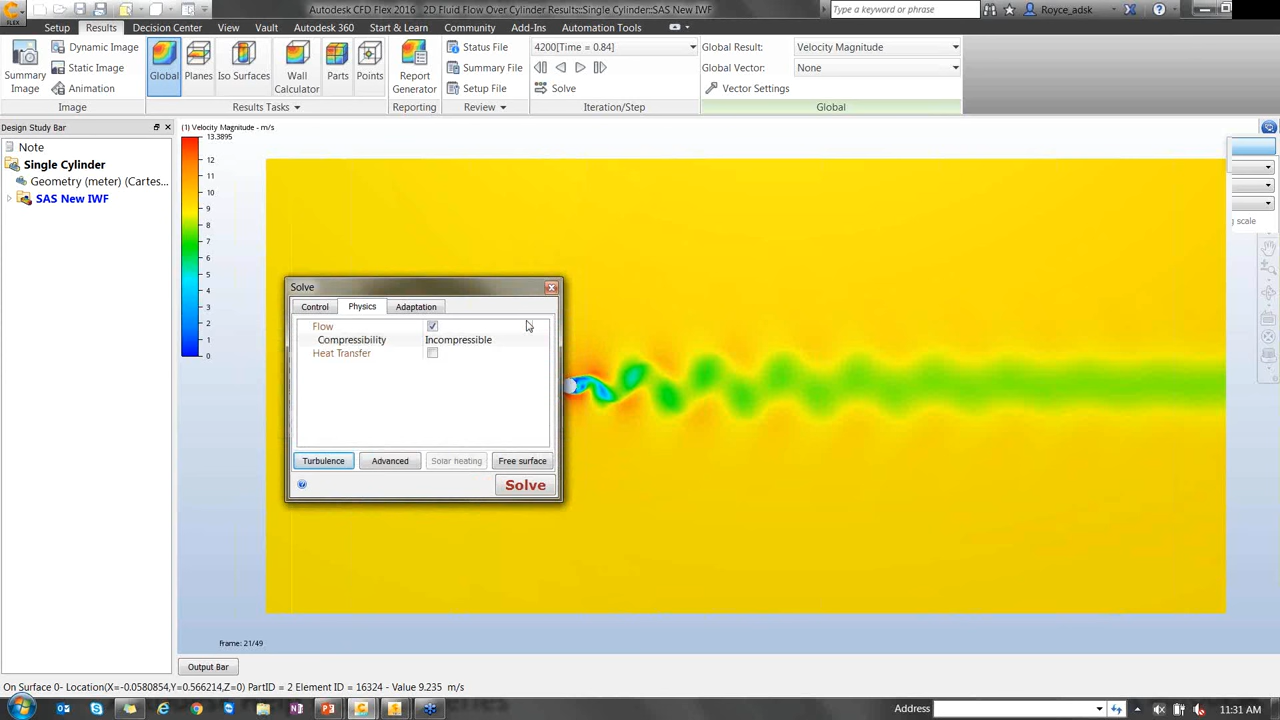 Autodesk CFD Flex 2016   2D Fluid Flow Over Cylinder Results::Single Cylinder::SAS New IWF
Type a keyword or phrase
Royce_adsk
FLEX
Setup
Results
Decision Center
View
Vault
Autodesk 360
Start & Learn
Community
Add-Ins
Automation Tools
Summary Image
Dynamic Image
Static Image
Animation
Image
Global
Planes
Iso Surfaces
Wall Calculator
Parts
Points
Results Tasks
Report Generator
Reporting
Status File
Summary File
Setup File
Review
4200[Time = 0.84]
Solve
Iteration/Step
Global Result:
Velocity Magnitude
Global Vector:
None
Vector Settings
Global
Design Study Bar
Note
Single Cylinder
Geometry (meter) (Cartes...
SAS New IWF
(1) Velocity Magnitude - m/s
13.3895
12
11
10
9
8
7
6
5
4
3
2
1
0
ng scale
Solve
Control
Physics
Adaptation
Flow
Compressibility
Incompressible
Heat Transfer
Turbulence
Advanced
Solar heating
Free surface
Solve
Frame: 21/49
Output Bar
On Surface 0- Location(X=-0.0580854,Y=0.566214,Z=0) PartID = 2 Element ID = 16324 - Value 9.235 m/s
Address
11:31 AM